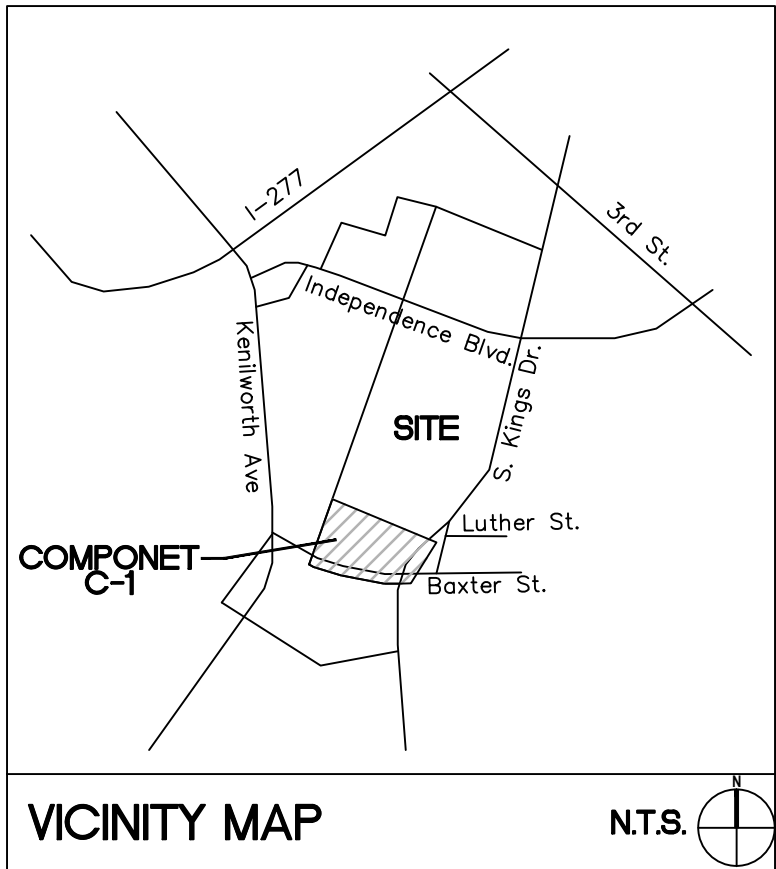 I-277
3rd St.
Independence Blvd.
Kenilworth Ave
S. Kings Dr.
SITE
Luther St.
COMPONET
C-1
Baxter St.
VICINITY MAP
N.T.S.
N